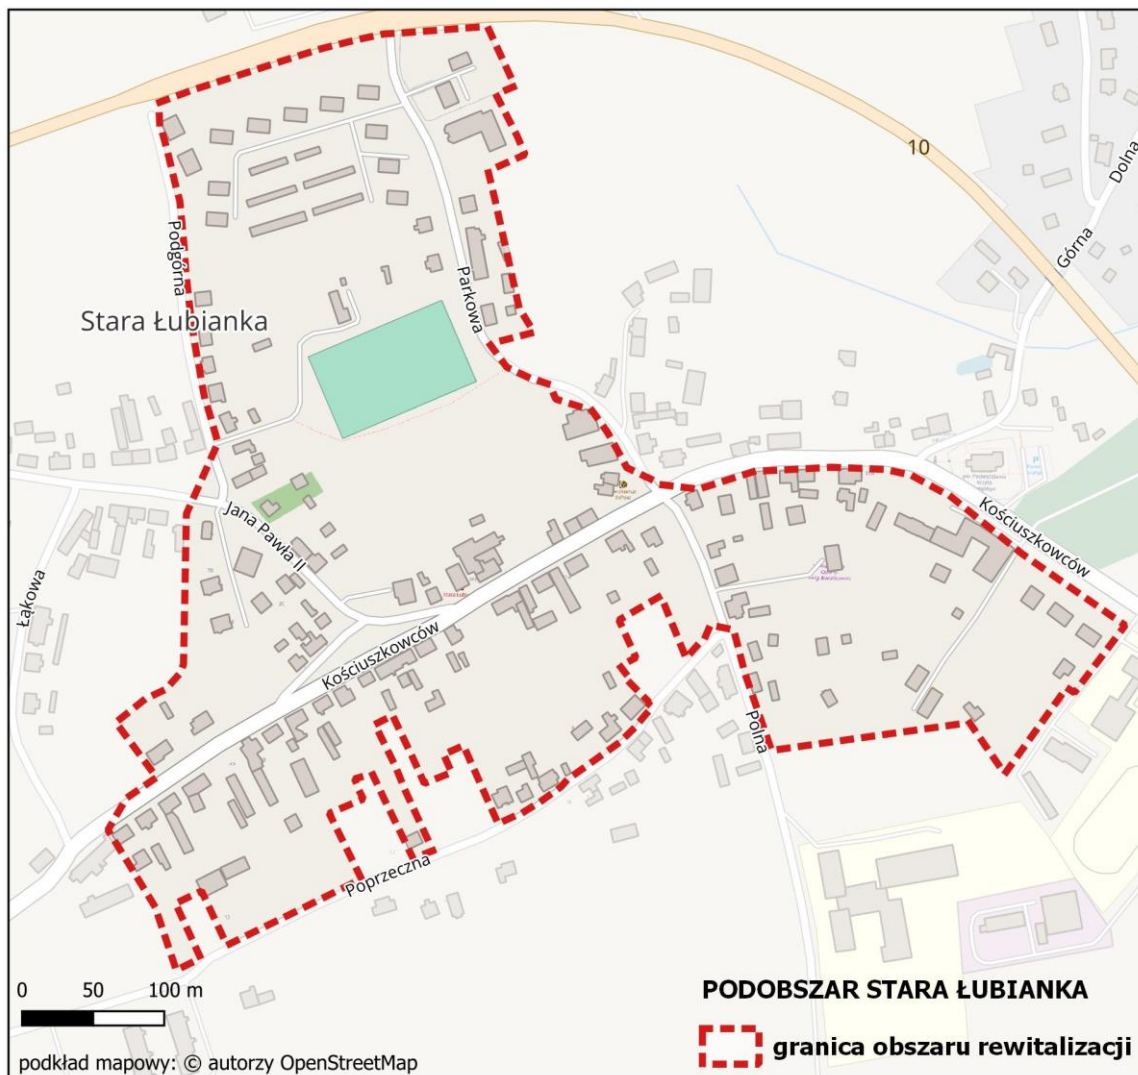 10
Dolna
Górna
Podgórna
Parkowa
Stara Łubianka
Jana Pawła II
Łąkowa
Kościuszkowców
Kościuszkowców
Polna
Poprzeczna
0 50 100 m
PODOBSZAR STARA ŁUBIANKA
granica obszaru rewitalizacji
podkład mapowy: © autorzy OpenStreetMap